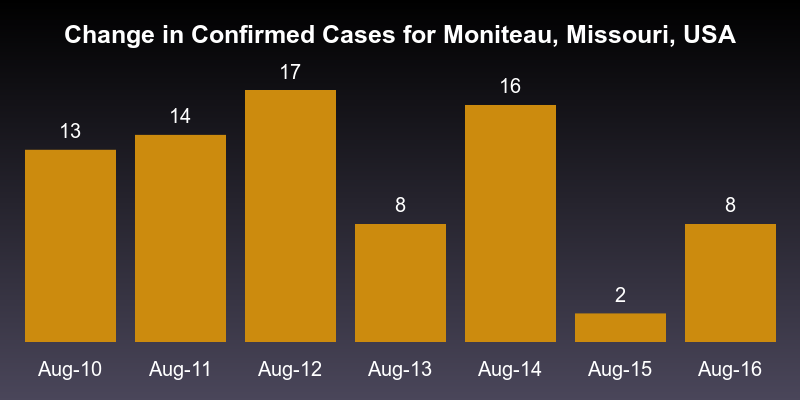 Change in Confirmed Cases for Moniteau, Missouri, USA
13
14
17
8
16
2
8
Aug-10
Aug-11
Aug-12
Aug-13
Aug-14
Aug-15
Aug-16